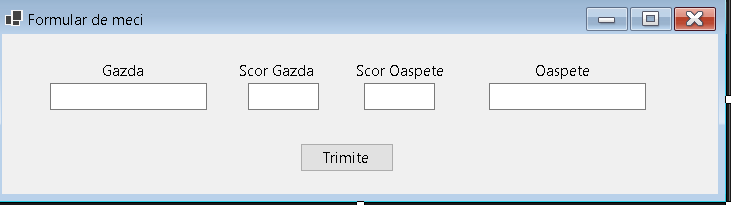 Formular de meci
Gazda Scor Gazda Scor Oaspete Oaspete
Trimite